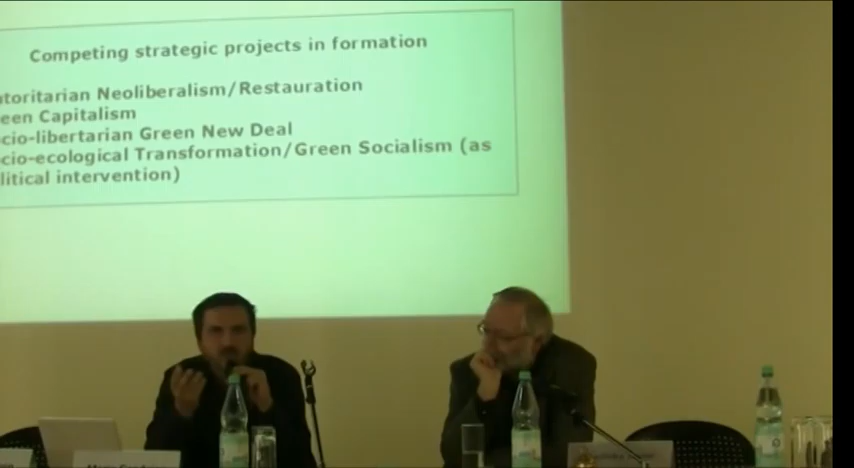 Competing strategic projects in formation
toritarian Neoliberalism/Restauration
een Capitalism
cio-libertarian Green New Deal
cio-ecological Transformation/Green Socialism (as
litical intervention)